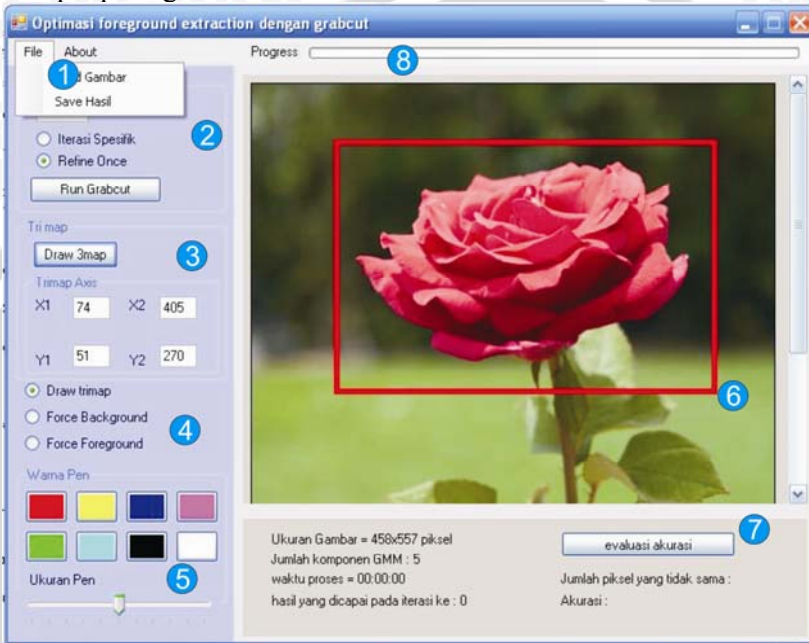 Optimasi foreground extraction dengan grabcut
File About Progress 8
1 Gambar
Save Hasil
Iterasi Spesifik 2
Refine Once
Run Grabcut
Tri map
Draw 3map 3
Trimap Axis
X1 74 X2 405
Y1 51 Y2 270
Draw trimap
Force Background
4
Force Foreground
6
Warna Pen
Ukuran Pen 5
Ukuran Gambar = 458x557 piksel
7
Jumlah komponen GMM : 5
evaluasi akurasi
waktu proses = 00:00:00
Jumlah piksel yang tidak sama :
hasil yang dicapai pada iterasi ke : 0
Akurasi :